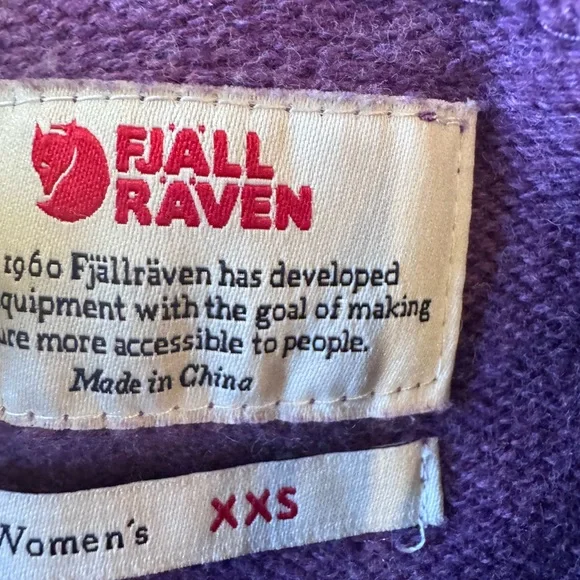 FJÄLL
RÄVEN
1960 Fjällräven has developed
quipment with the goal of making
ure more accessible to people.
Made in China
Women's XXS